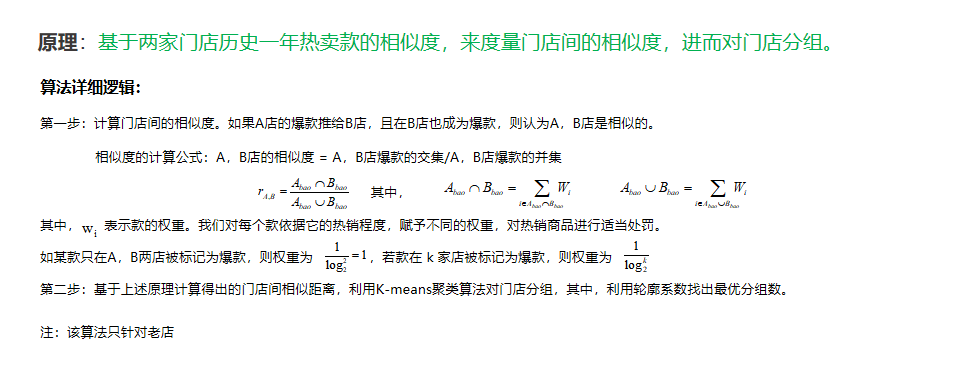 原理：基于两家门店历史一年热卖款的相似度，来度量门店间的相似度，进而对门店分组。
算法详细逻辑：
第一步：计算门店间的相似度。如果A店的爆款推给B店，且在B店也成为爆款，则认为A，B店是相似的。
相似度的计算公式：A，B店的相似度 = A，B店爆款的交集/A，B店爆款的并集
r_{A,B} = \frac{A_{bao} ∩ B_{bao}}{A_{bao} ∪ B_{bao}} 其中， A_{bao} ∩ B_{bao} = \sum_{i∈A_{bao}∩B_{bao}} W_i A_{bao} ∪ B_{bao} = \sum_{i∈A_{bao}∪B_{bao}} W_i
其中，w_i 表示款的权重。我们对每个款依据它的热销程度，赋予不同的权重，对热销商品进行适当处罚。
如某款只在A，B两店被标记为爆款，则权重为 \frac{1}{\log_2^2}=1，若款在 k 家店被标记为爆款，则权重为 \frac{1}{\log_2^k}
第二步：基于上述原理计算得出的门店间相似距离，利用K-means聚类算法对门店分组，其中，利用轮廓系数找出最优分组数。
注：该算法只针对老店